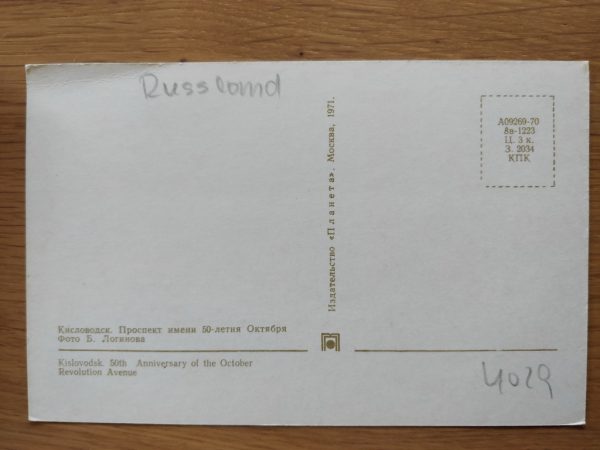 Russland
А09269-70
8в-1223
Ц. 3 к.
З. 2034
КПК
Издательство «Планета». Москва, 1971.
Кисловодск. Проспект имени 50-летия Октября
Фото Б. Логинова
Kislovodsk. 50th Anniversary of the October
Revolution Avenue
4029